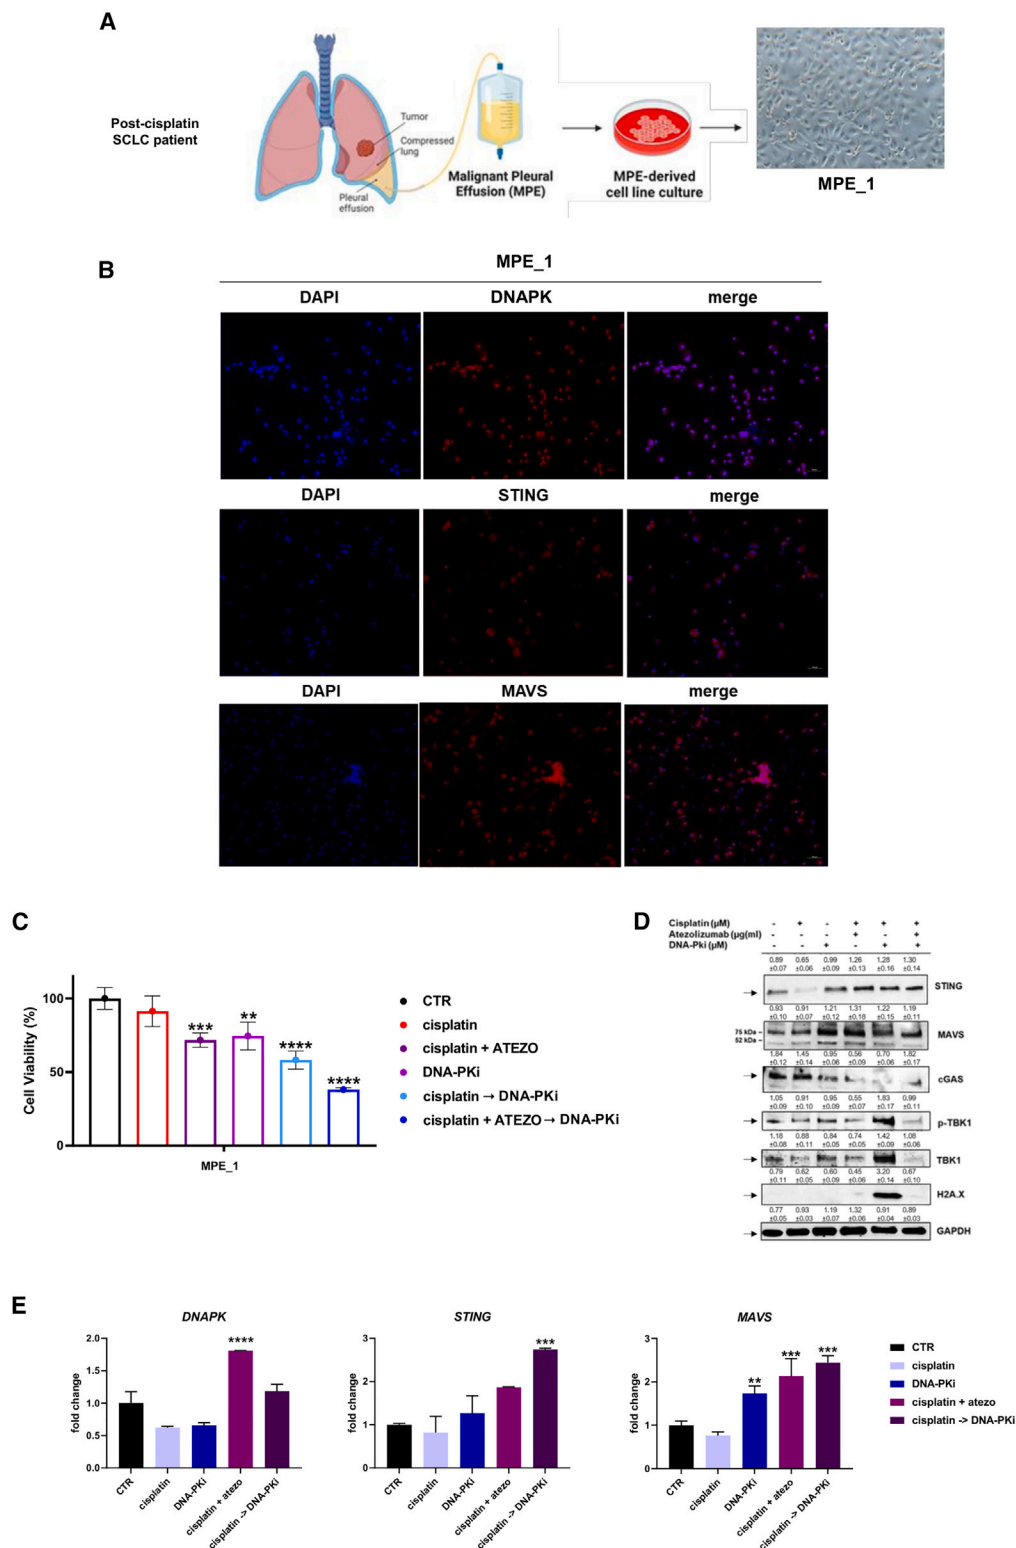 A
Post-cisplatin
SCLC patient
Tumor
Compressed
lung
Pleural
effusion
Malignant Pleural
Effusion (MPE)
MPE-derived
cell line culture
MPE_1
B
MPE_1
DAPI DNAPK merge
DAPI STING merge
DAPI MAVS merge
C
Cell Viability (%)
100
50
0
*** ** **** ****
MPE_1
CTR
cisplatin
cisplatin + ATEZO
DNA-PKi
cisplatin → DNA-PKi
cisplatin + ATEZO → DNA-PKi
D
Cisplatin (µM) - + - + + +
Atezolizumab (µg(ml) - - - + - +
DNA-Pki (µM) - - + - + +
0.89 0.65 0.99 1.26 1.28 1.30
±0.07 ±0.06 ±0.09 ±0.13 ±0.16 ±0.14
STING
0.93 0.91 1.21 1.31 1.22 1.19
±0.10 ±0.07 ±0.12 ±0.18 ±0.15 ±0.11
75 kDa
52 kDa
MAVS
1.84 1.45 0.95 0.56 0.70 1.82
±0.12 ±0.14 ±0.06 ±0.09 ±0.06 ±0.17
cGAS
1.05 0.91 0.95 0.55 1.83 0.99
±0.09 ±0.10 ±0.09 ±0.07 ±0.17 ±0.11
p-TBK1
1.18 0.88 0.84 0.74 1.42 1.08
±0.08 ±0.11 ±0.05 ±0.05 ±0.09 ±0.06
TBK1
0.79 0.62 0.60 0.45 3.20 0.67
±0.11 ±0.05 ±0.09 ±0.06 ±0.14 ±0.10
H2A.X
0.77 0.93 1.19 1.32 0.91 0.89
±0.05 ±0.03 ±0.07 ±0.06 ±0.04 ±0.03
GAPDH
E
DNAPK
fold change
2.0
1.5
1.0
0.5
0.0
****
CTR
cisplatin
DNA-PKi
cisplatin + atezo
cisplatin -> DNA-PKi
STING
fold change
3
2
1
0
***
CTR
cisplatin
DNA-PKi
cisplatin + atezo
cisplatin -> DNA-PKi
MAVS
fold change
3
2
1
0
** *** ***
CTR
cisplatin
DNA-PKi
cisplatin + atezo
cisplatin -> DNA-PKi
CTR
cisplatin
DNA-PKi
cisplatin + atezo
cisplatin -> DNA-PKi